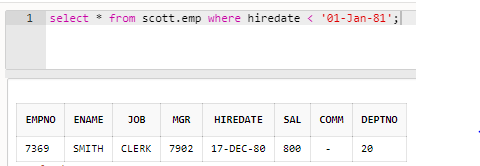 1 select * from scott.emp where hiredate < '01-Jan-81';
EMPNO ENAME JOB MGR HIREDATE SAL COMM DEPTNO
7369 SMITH CLERK 7902 17-DEC-80 800 - 20